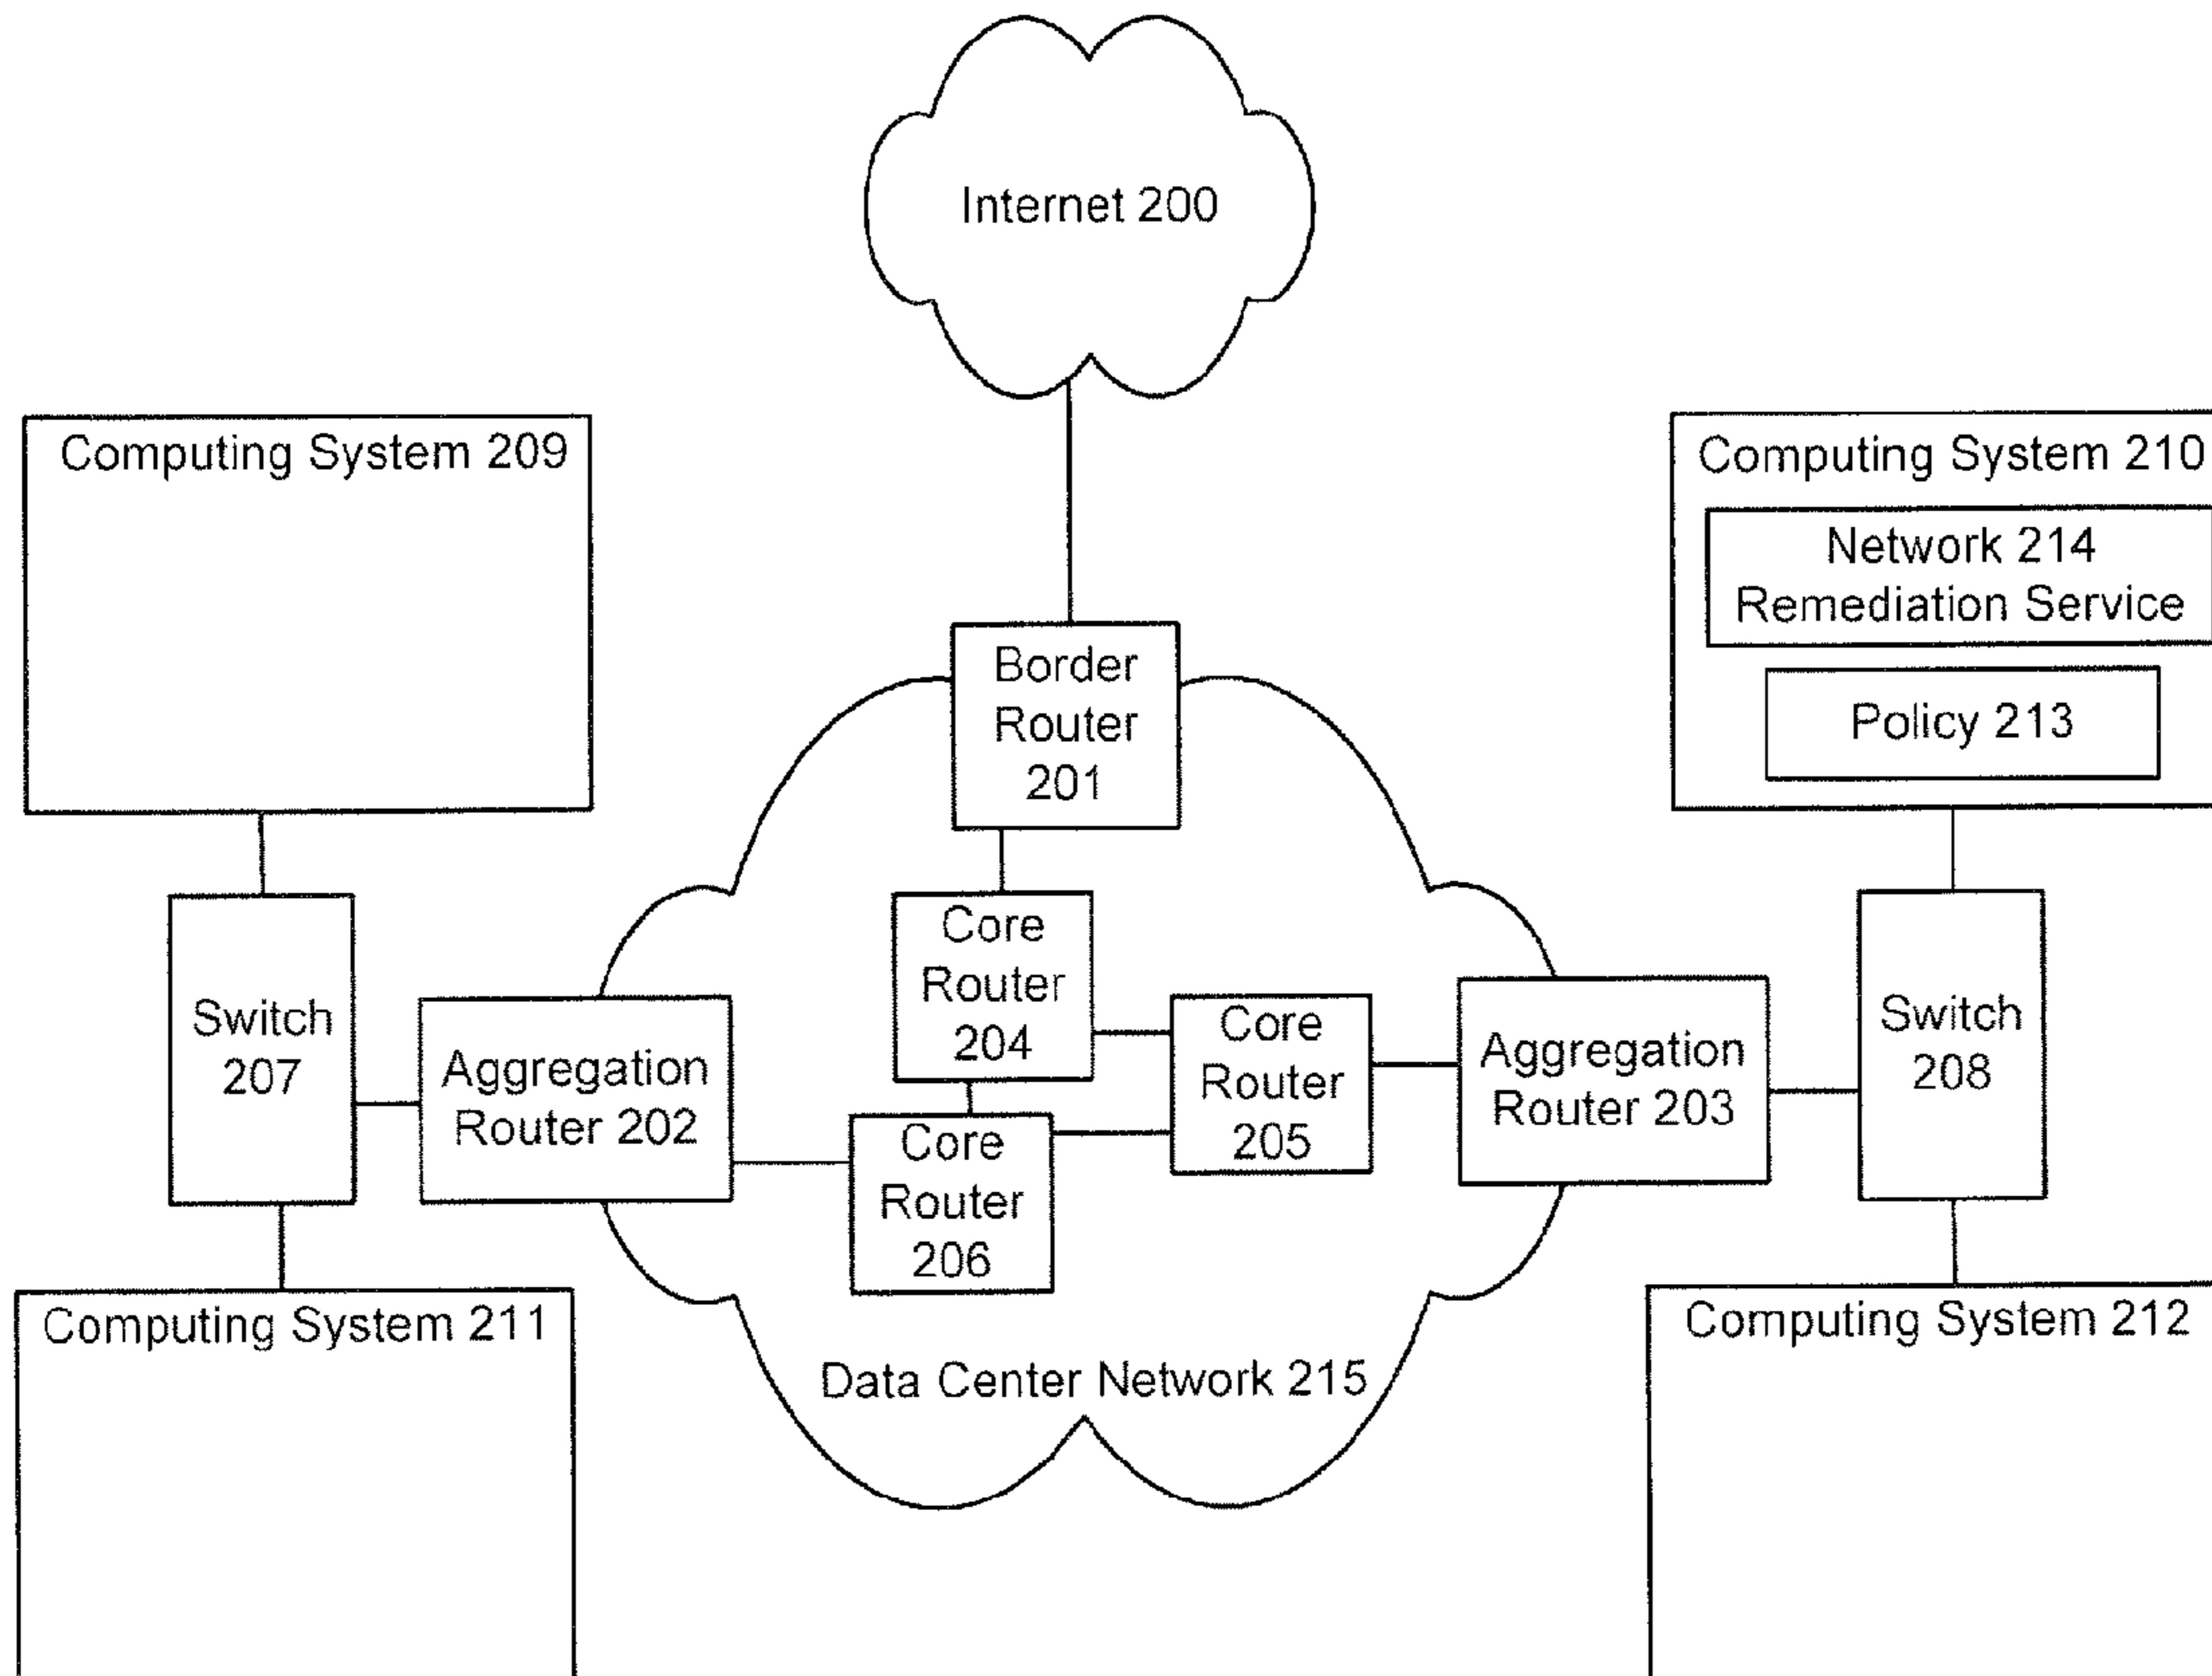 Internet 200
Computing System 209
Computing System 210
Network 214
Remediation Service
Policy 213
Border
Router
201
Core
Router
204
Switch
207
Aggregation
Router 202
Core
Router
205
Aggregation
Router 203
Switch
208
Core
Router
206
Computing System 211
Data Center Network 215
Computing System 212